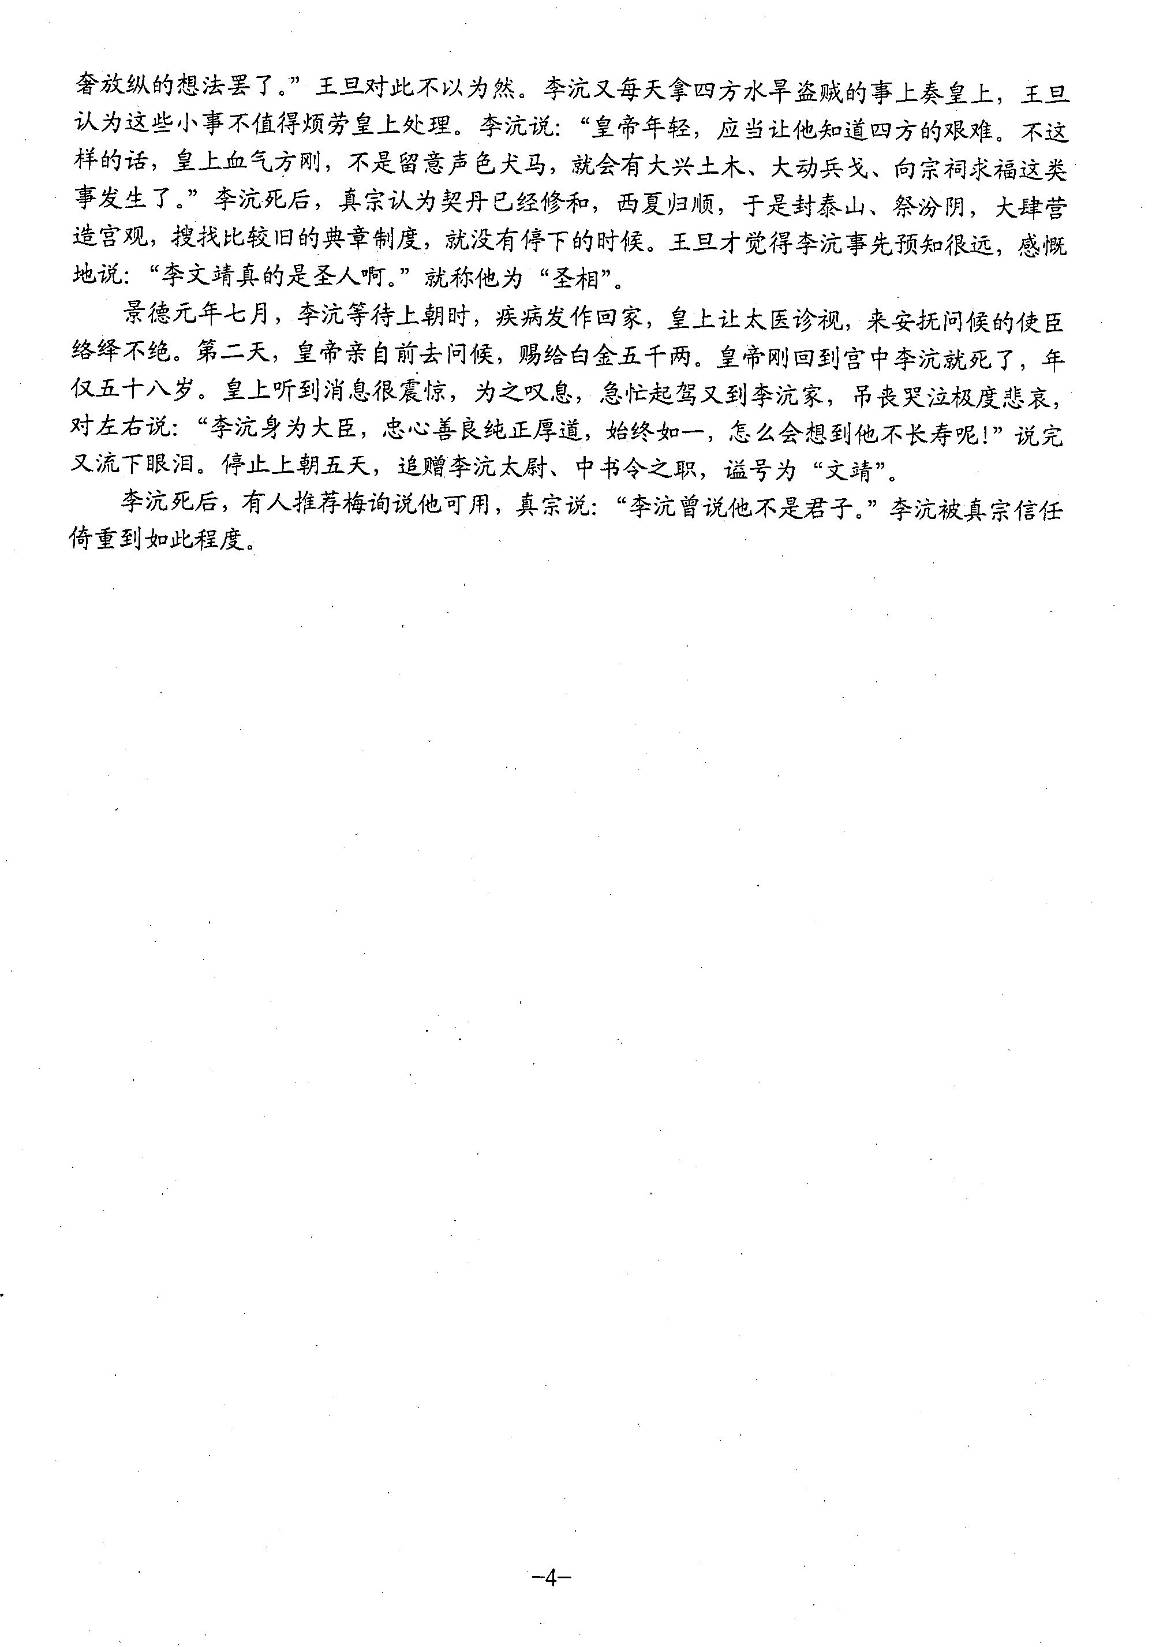 奢放纵的想法罢了。”王旦对此不以为然。李沆又每天拿四方水旱盗贼的事上奏皇上，王旦
认为这些小事不值得烦劳皇上处理。李沆说：“皇帝年轻，应当让他知道四方的艰难。不这
样的话，皇上血气方刚，不是留意声色犬马，就会有大兴土木、大动兵戈、向宗祠求福这类
事发生了。”李沆死后，真宗认为契丹已经修和，西夏归顺，于是封泰山、祭汾阴，大肆营
造宫观，搜找比较旧的典章制度，就没有停下的时候。王旦才觉得李沆事先预知很远，感慨
地说：“李文靖真的是圣人啊。”就称他为“圣相”。
景德元年七月，李沆等待上朝时，疾病发作回家，皇上让太医诊视，来安抚问候的使臣
络绎不绝。第二天，皇帝亲自前去问候，赐给白金五千两。皇帝刚回到宫中李沆就死了，年
仅五十八岁。皇上听到消息很震惊，为之叹息，急忙起驾又到李沆家，吊丧哭泣极度悲哀，
对左右说：“李沆身为大臣，忠心善良纯正厚道，始终如一，怎么会想到他不长寿呢！”说完
又流下眼泪。停止上朝五天，追赠李沆太尉、中书令之职，谥号为“文靖”。
李沆死后，有人推荐梅询说他可用，真宗说：“李沆曾说他不是君子。”李沆被真宗信任
倚重到如此程度。
-4-